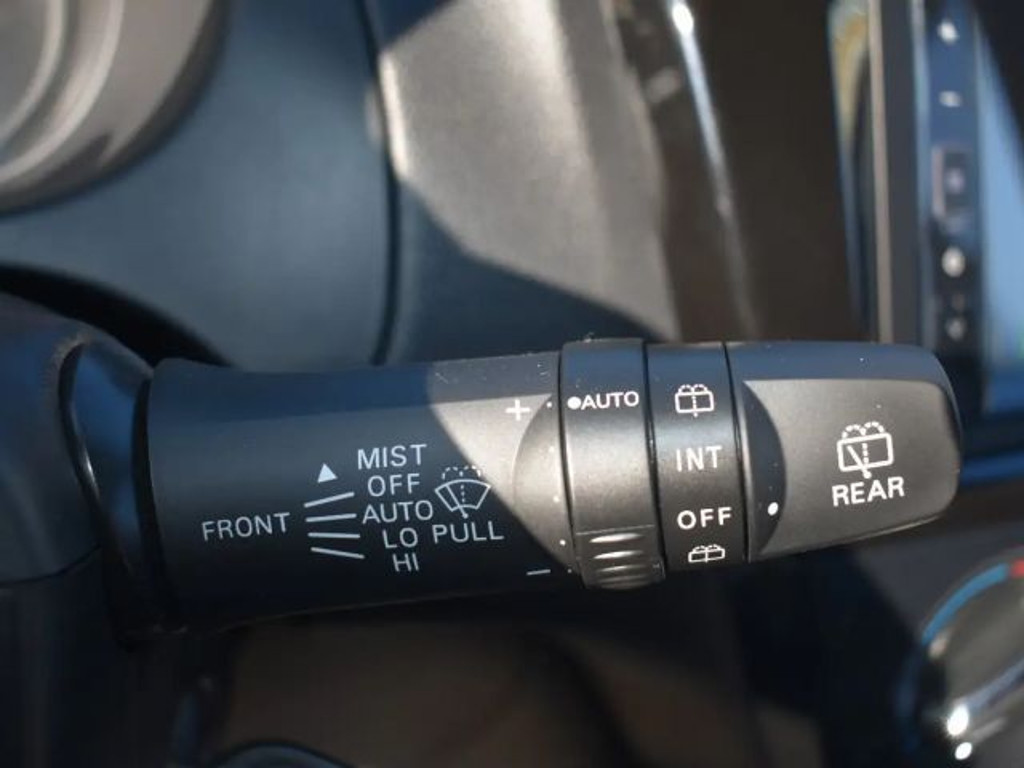 FRONT
MIST
OFF
AUTO
LO
HI
PULL
+
−
•AUTO
INT
OFF
REAR